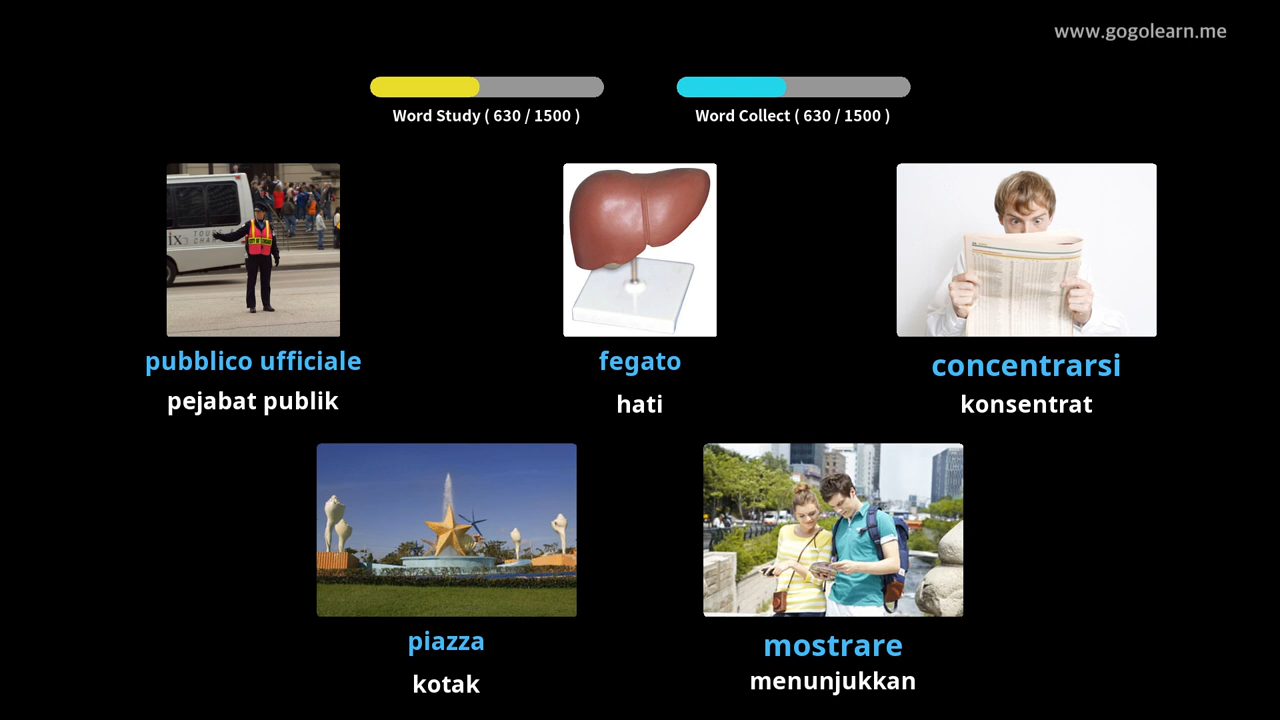 www.gogolearn.me
Word Study ( 630 / 1500 )
Word Collect ( 630 / 1500 )
pubblico ufficiale
pejabat publik
fegato
hati
concentrarsi
konsentrat
piazza
kotak
mostrare
menunjukkan